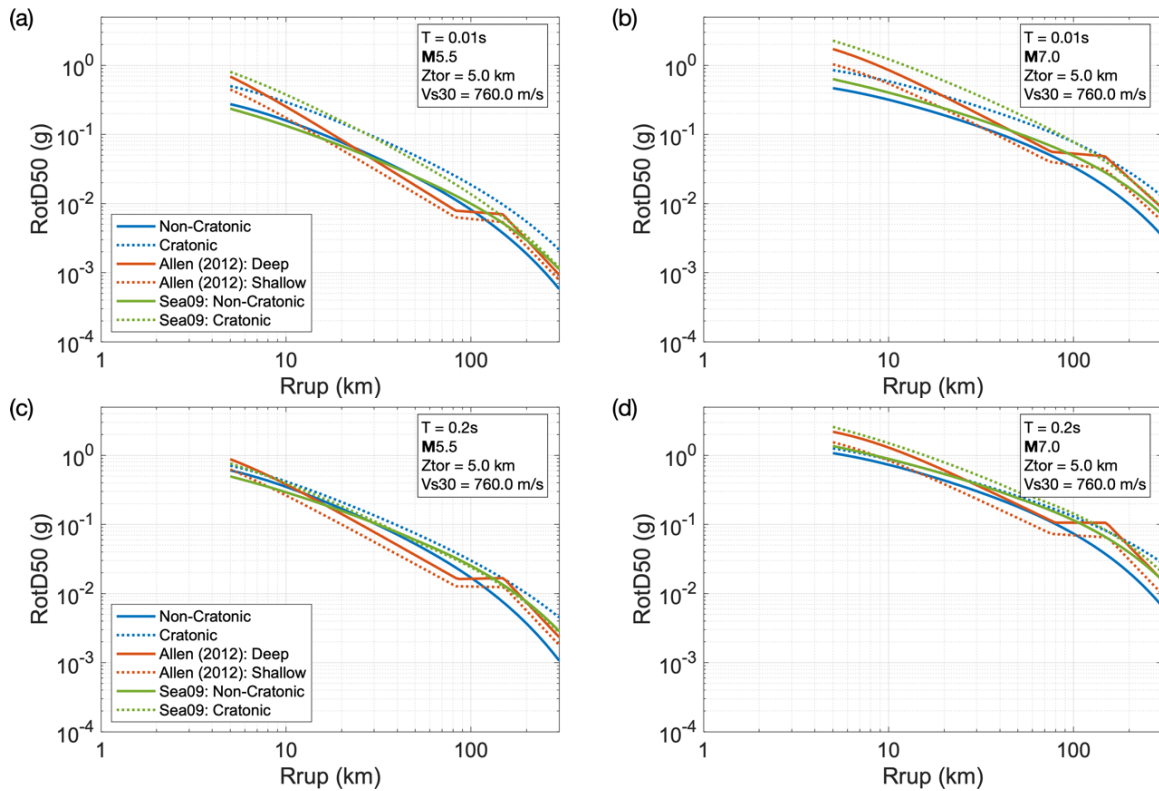 (a)
T = 0.01s
M5.5
Ztor = 5.0 km
Vs30 = 760.0 m/s
RotD50 (g)
10^0
10^-1
10^-2
10^-3
10^-4
Non-Cratonic
Cratonic
Allen (2012): Deep
Allen (2012): Shallow
Sea09: Non-Cratonic
Sea09: Cratonic
1 10 100
Rrup (km)
(b)
T = 0.01s
M7.0
Ztor = 5.0 km
Vs30 = 760.0 m/s
RotD50 (g)
10^0
10^-1
10^-2
10^-3
10^-4
1 10 100
Rrup (km)
(c)
T = 0.2s
M5.5
Ztor = 5.0 km
Vs30 = 760.0 m/s
RotD50 (g)
10^0
10^-1
10^-2
10^-3
10^-4
Non-Cratonic
Cratonic
Allen (2012): Deep
Allen (2012): Shallow
Sea09: Non-Cratonic
Sea09: Cratonic
1 10 100
Rrup (km)
(d)
T = 0.2s
M7.0
Ztor = 5.0 km
Vs30 = 760.0 m/s
RotD50 (g)
10^0
10^-1
10^-2
10^-3
10^-4
1 10 100
Rrup (km)